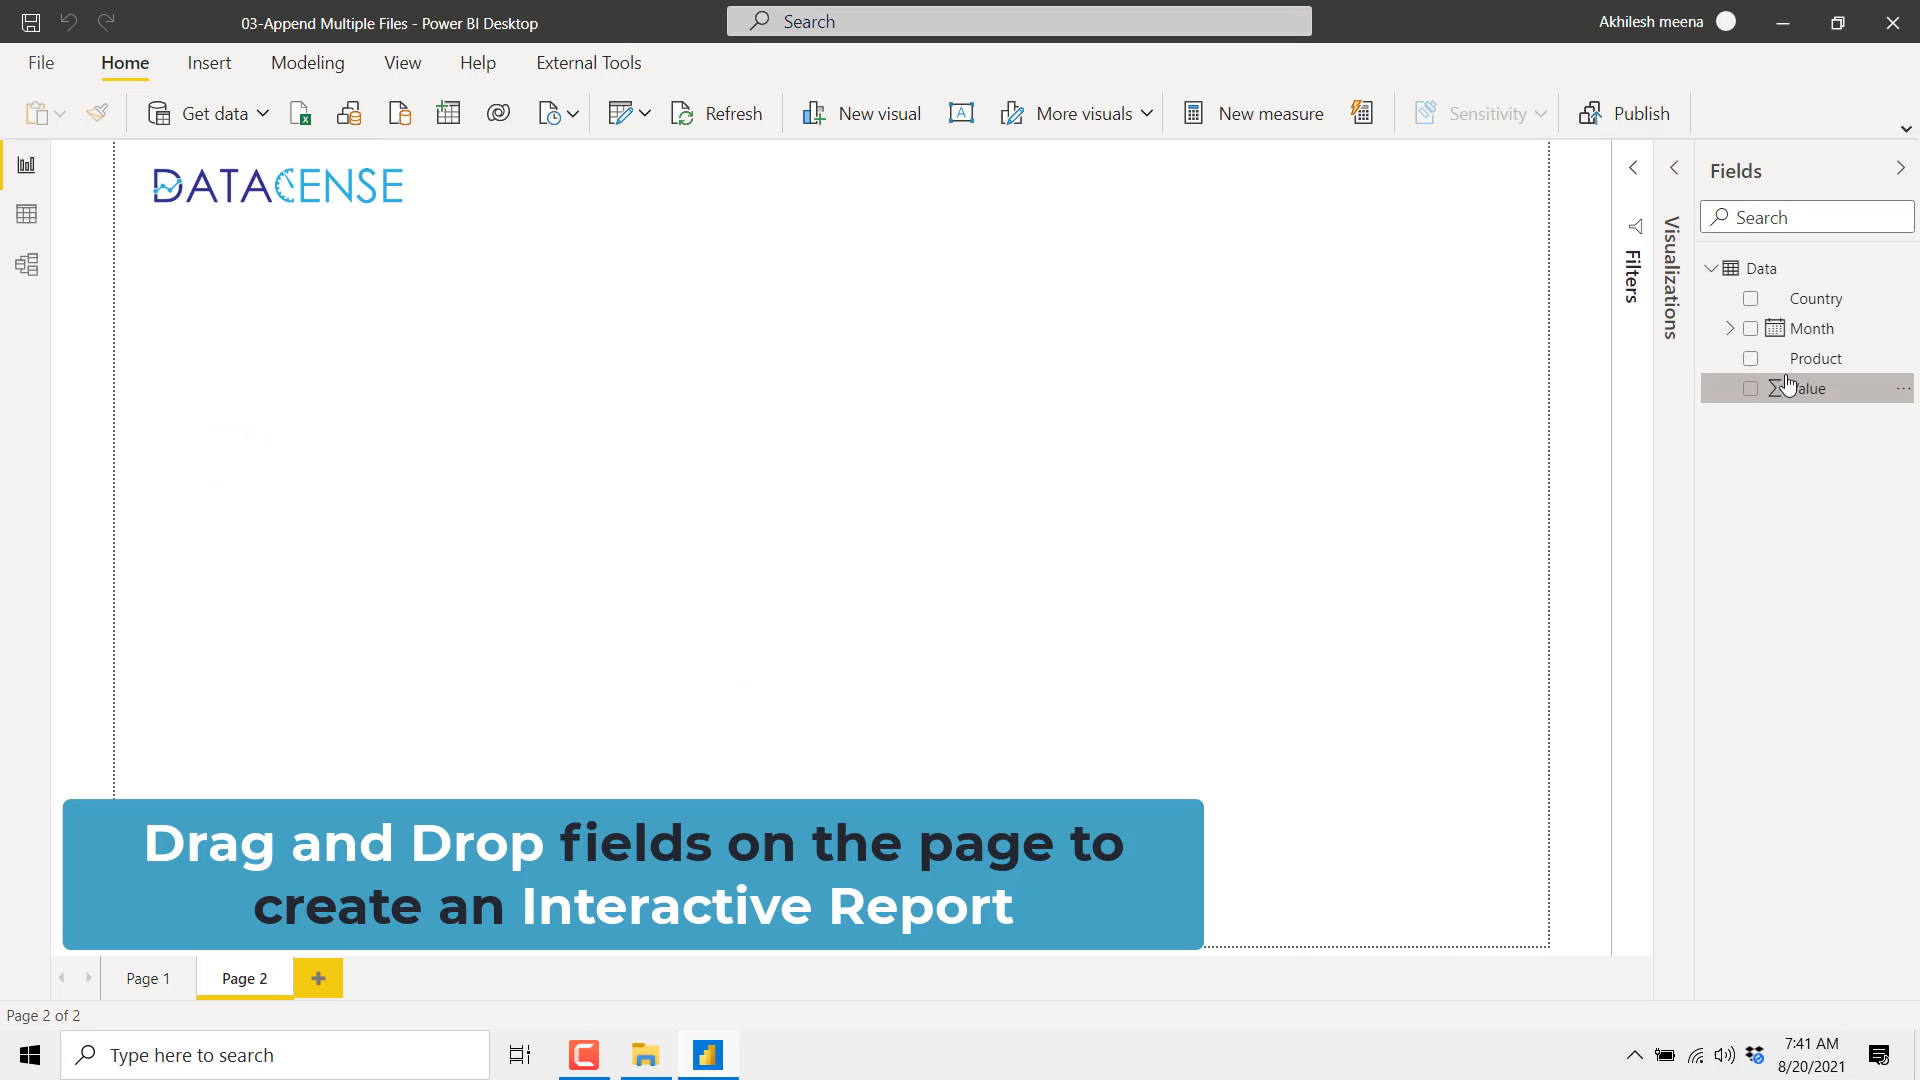 03-Append Multiple Files - Power BI Desktop
Search
Akhilesh meena
File Home Insert Modeling View Help External Tools
Get data Refresh New visual More visuals New measure Sensitivity Publish
DATACENSE
Filters
Visualizations
Fields
Search
Data
Country
Month
Product
Value
Drag and Drop fields on the page to
create an Interactive Report
Page 1 Page 2
Page 2 of 2
Type here to search
7:41 AM
8/20/2021